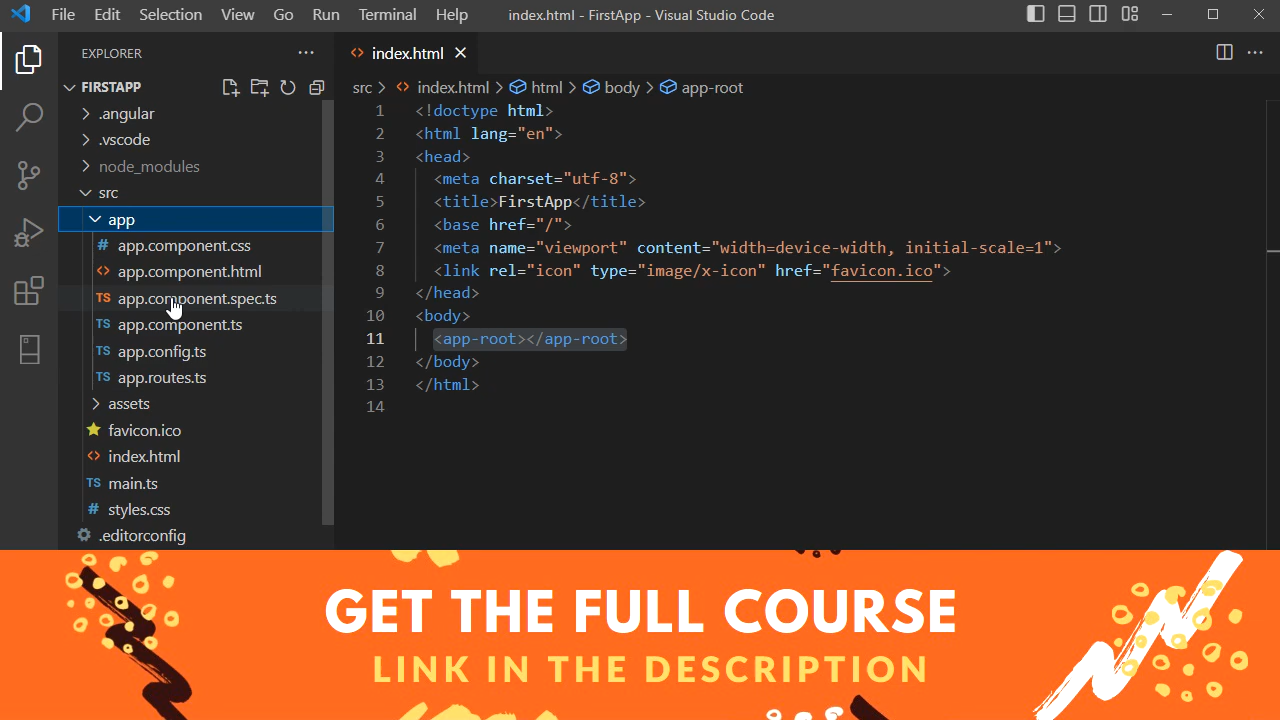 File Edit Selection View Go Run Terminal Help index.html - FirstApp - Visual Studio Code
EXPLORER
FIRSTAPP
.angular
.vscode
node_modules
src
app
# app.component.css
<> app.component.html
TS app.component.spec.ts
TS app.component.ts
TS app.config.ts
TS app.routes.ts
assets
favicon.ico
<> index.html
TS main.ts
# styles.css
.editorconfig
<> index.html
src > <> index.html > html > body > app-root
1 <!doctype html>
2 <html lang="en">
3 <head>
4 <meta charset="utf-8">
5 <title>FirstApp</title>
6 <base href="/">
7 <meta name="viewport" content="width=device-width, initial-scale=1">
8 <link rel="icon" type="image/x-icon" href="favicon.ico">
9 </head>
10 <body>
11 <app-root></app-root>
12 </body>
13 </html>
14
GET THE FULL COURSE
LINK IN THE DESCRIPTION